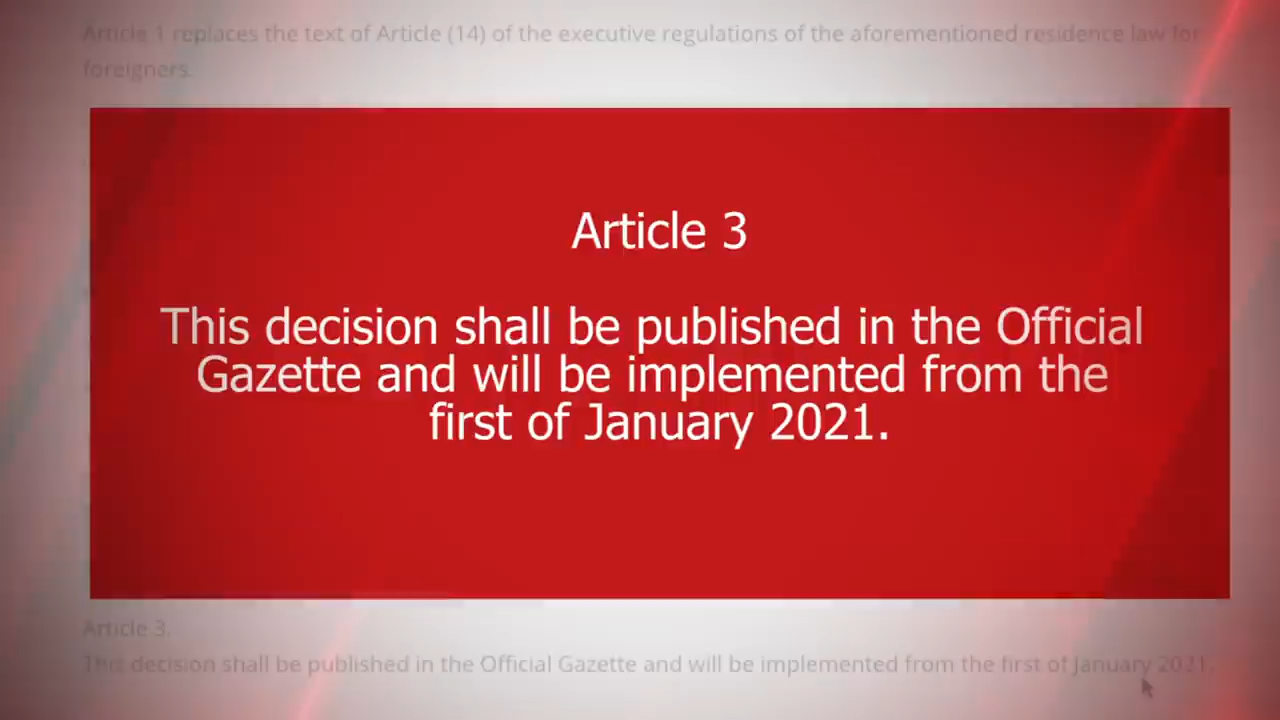 Article 1 replaces the text of Article (14) of the executive regulations of the aforementioned residence law for
foreigners.
Article 3
This decision shall be published in the Official
Gazette and will be implemented from the
first of January 2021.
Article 3.
This decision shall be published in the Official Gazette and will be implemented from the first of January 2021.